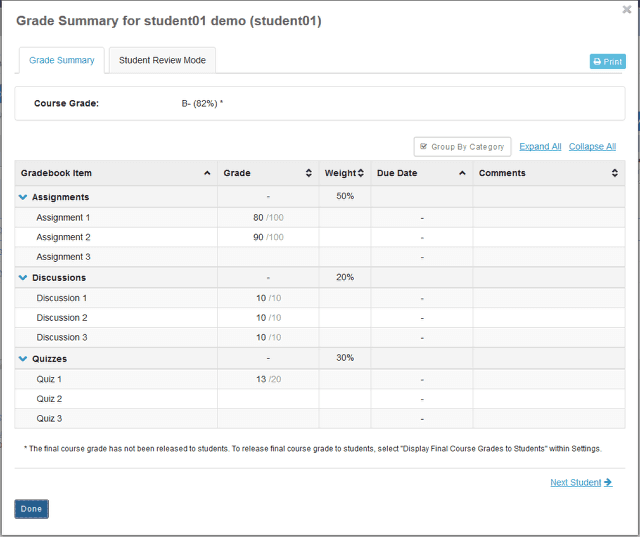 Grade Summary for student01 demo (student01)
Grade Summary
Student Review Mode
Print
Course Grade: B- (82%) *
Group By Category Expand All Collapse All
Gradebook Item Grade Weight Due Date Comments
Assignments - 50%
Assignment 1 80 /100 -
Assignment 2 90 /100 -
Assignment 3 -
Discussions - 20%
Discussion 1 10 /10 -
Discussion 2 10 /10 -
Discussion 3 10 /10 -
Quizzes - 30%
Quiz 1 13 /20 -
Quiz 2 -
Quiz 3 -
* The final course grade has not been released to students. To release final course grade to students, select "Display Final Course Grades to Students" within Settings.
Next Student
Done